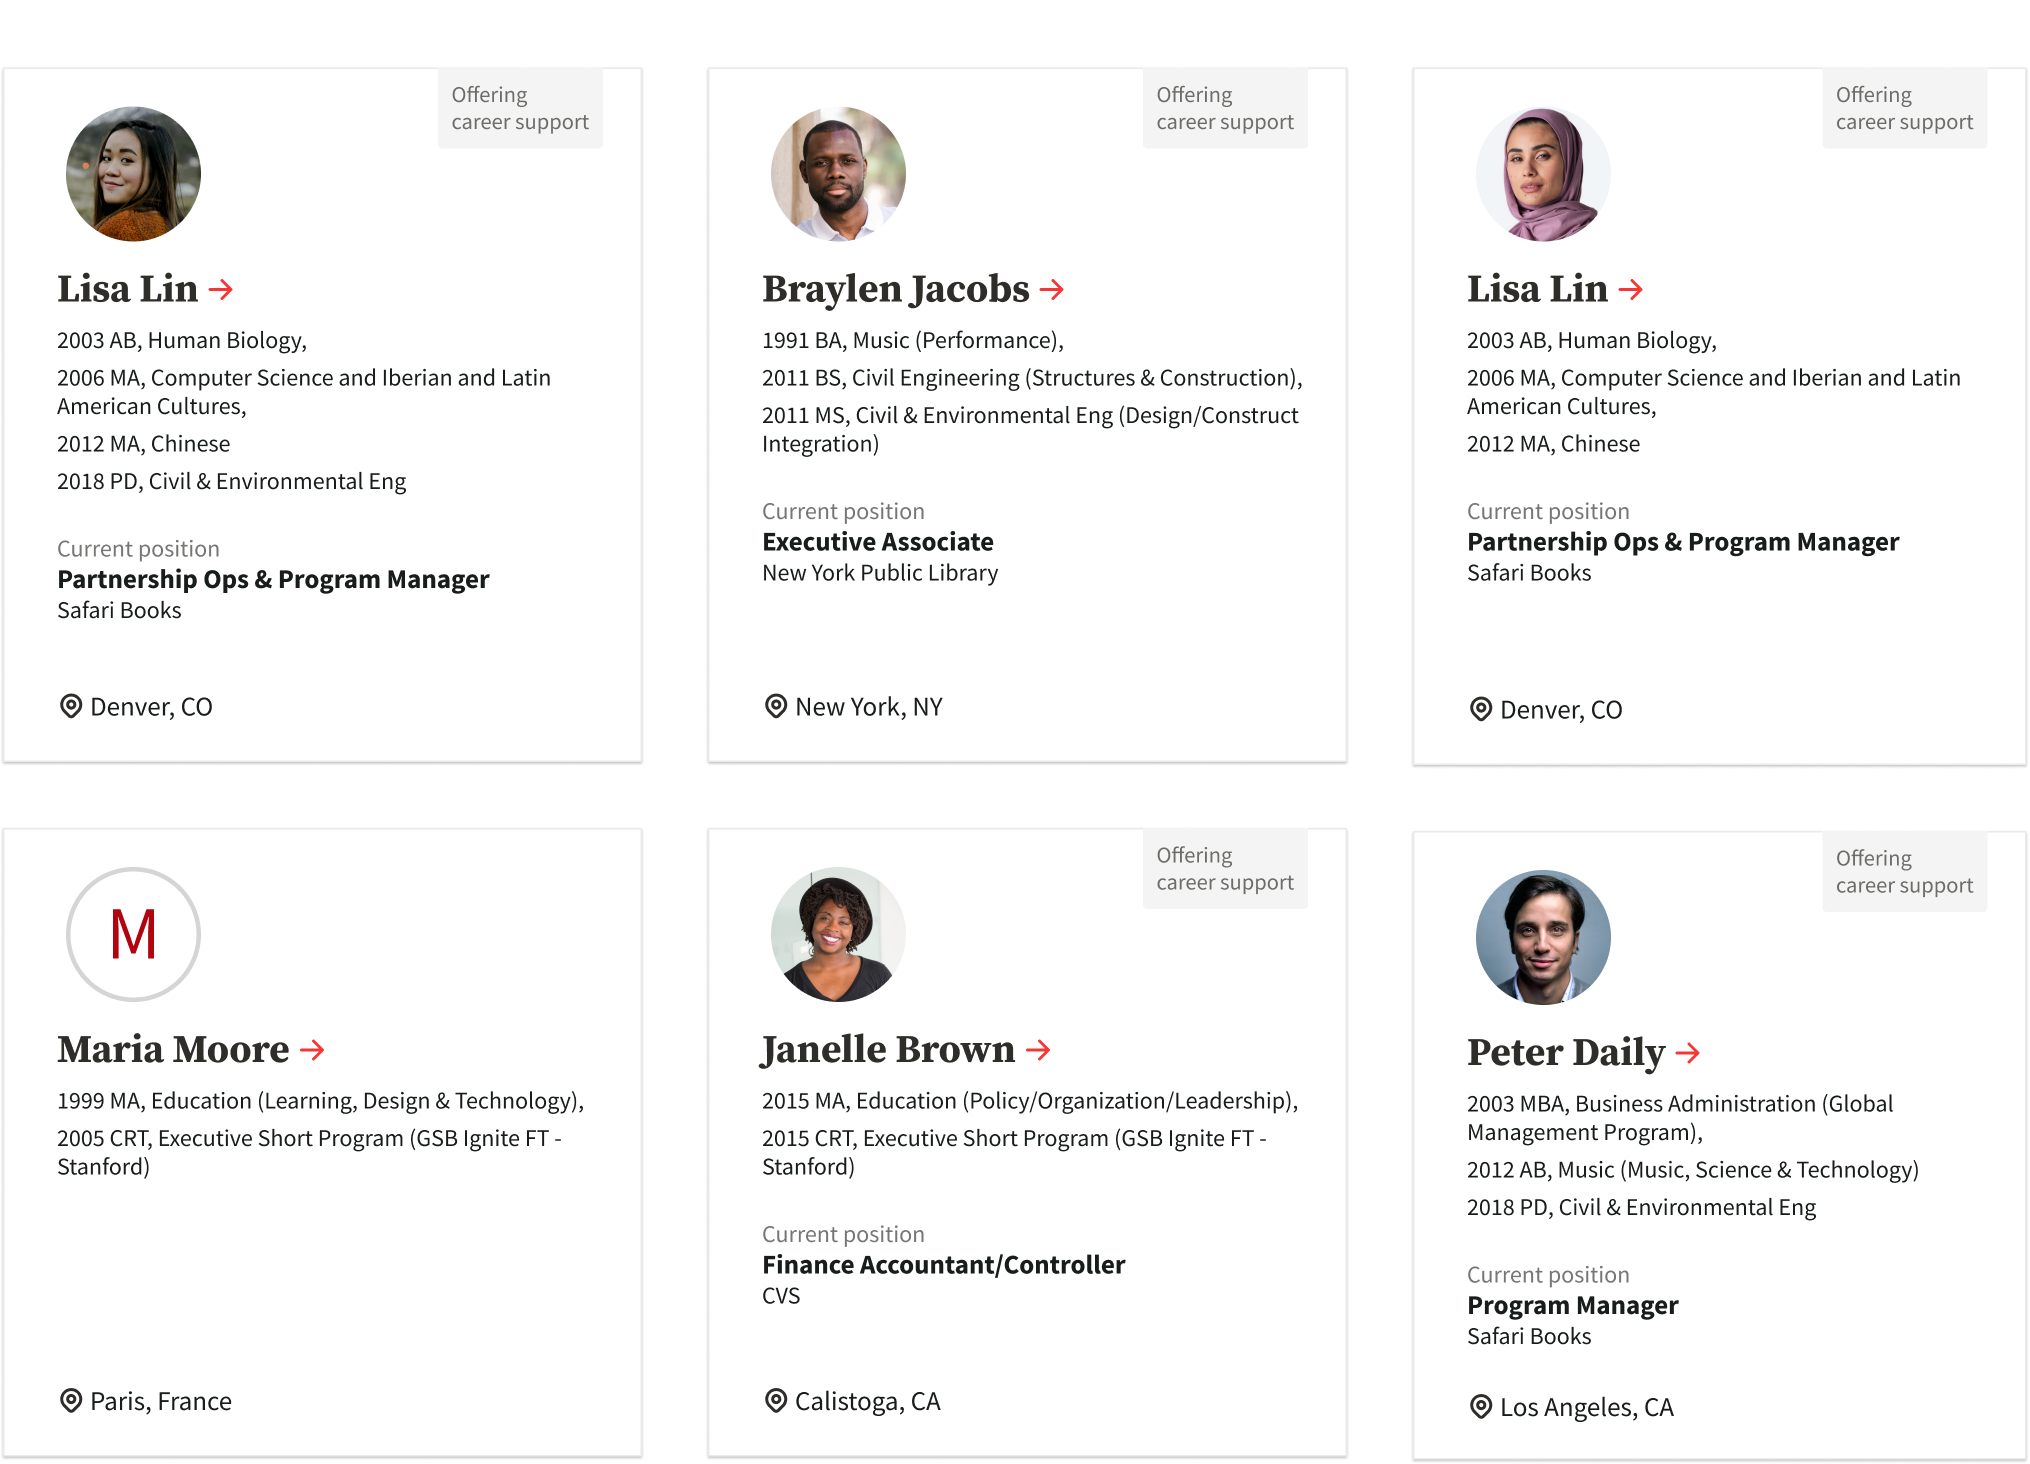 Offering
career support
Lisa Lin
2003 AB, Human Biology,
2006 MA, Computer Science and Iberian and Latin
American Cultures,
2012 MA, Chinese
2018 PD, Civil & Environmental Eng
Current position
Partnership Ops & Program Manager
Safari Books
Denver, CO
Offering
career support
Braylen Jacobs
1991 BA, Music (Performance),
2011 BS, Civil Engineering (Structures & Construction),
2011 MS, Civil & Environmental Eng (Design/Construct
Integration)
Current position
Executive Associate
New York Public Library
New York, NY
Offering
career support
Lisa Lin
2003 AB, Human Biology,
2006 MA, Computer Science and Iberian and Latin
American Cultures,
2012 MA, Chinese
Current position
Partnership Ops & Program Manager
Safari Books
Denver, CO
M
Maria Moore
1999 MA, Education (Learning, Design & Technology),
2005 CRT, Executive Short Program (GSB Ignite FT -
Stanford)
Paris, France
Offering
career support
Janelle Brown
2015 MA, Education (Policy/Organization/Leadership),
2015 CRT, Executive Short Program (GSB Ignite FT -
Stanford)
Current position
Finance Accountant/Controller
CVS
Calistoga, CA
Offering
career support
Peter Daily
2003 MBA, Business Administration (Global
Management Program),
2012 AB, Music (Music, Science & Technology)
2018 PD, Civil & Environmental Eng
Current position
Program Manager
Safari Books
Los Angeles, CA